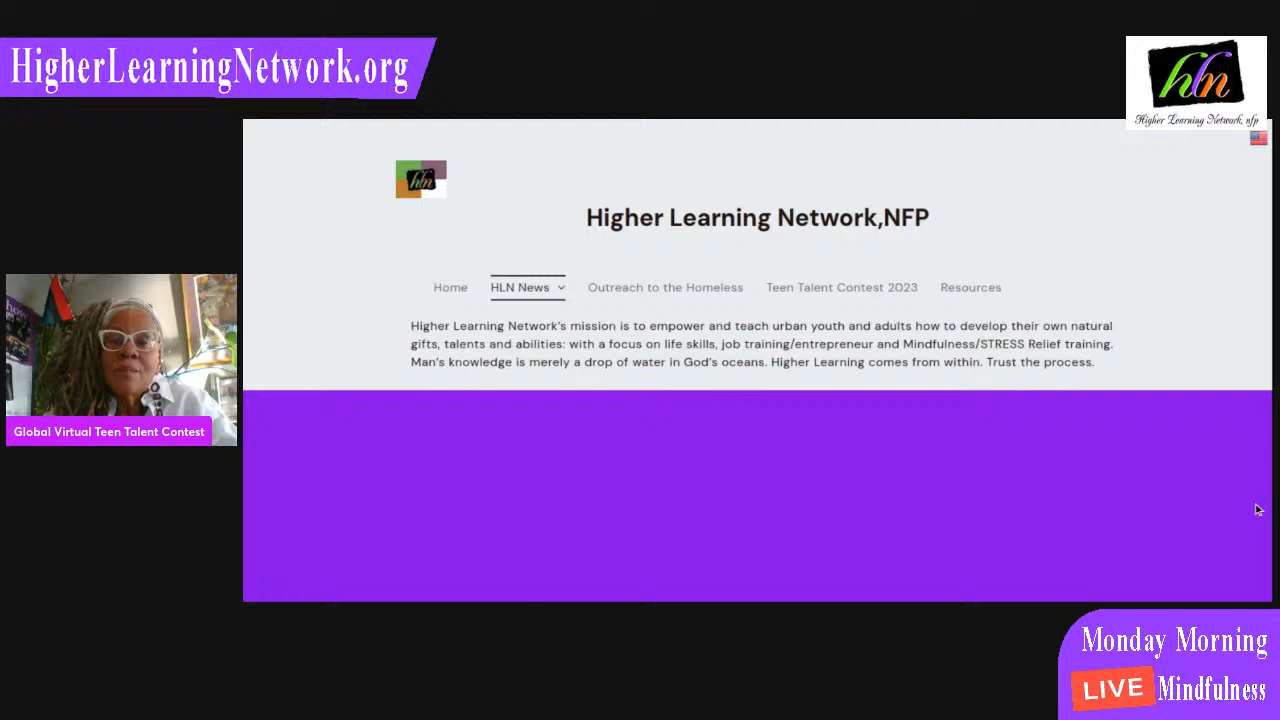 HigherLearningNetwork.org
hln
Higher Learning Network, nfp
hln
Higher Learning Network,NFP
Home
HLN News
Outreach to the Homeless
Teen Talent Contest 2023
Resources
Higher Learning Network's mission is to empower and teach urban youth and adults how to develop their own natural
gifts, talents and abilities: with a focus on life skills, job training/entrepreneur and Mindfulness/STRESS Relief training.
Man's knowledge is merely a drop of water in God's oceans. Higher Learning comes from within. Trust the process.
Global Virtual Teen Talent Contest
Monday Morning
LIVE Mindfulness